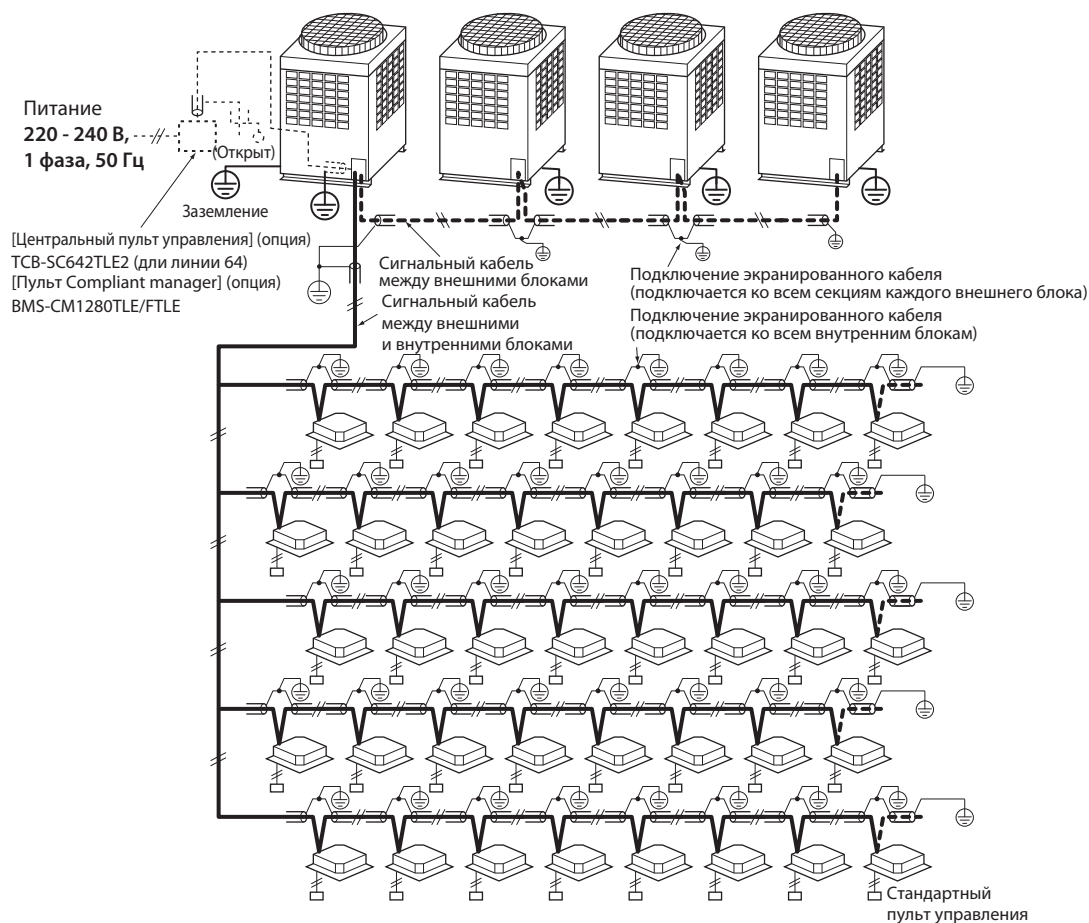 Питание
220 - 240 В,
1 фаза, 50 Гц
(Открыт)
Заземление
[Центральный пульт управления] (опция)
TCB-SC642TLE2 (дли линии 64)
[Пульт Compliant manager] (опция)
BMS-CM1280TLE/FTLE
Сигнальный кабель
между внешними блоками
Сигнальный кабель
между внешними
и внутренними блоками
Подключение экранированного кабеля
(подключается ко всем секциям каждого внешнего блока)
Подключение экранированного кабеля
(подключается ко всем внутренним блокам)
Стандартный
пульт управления